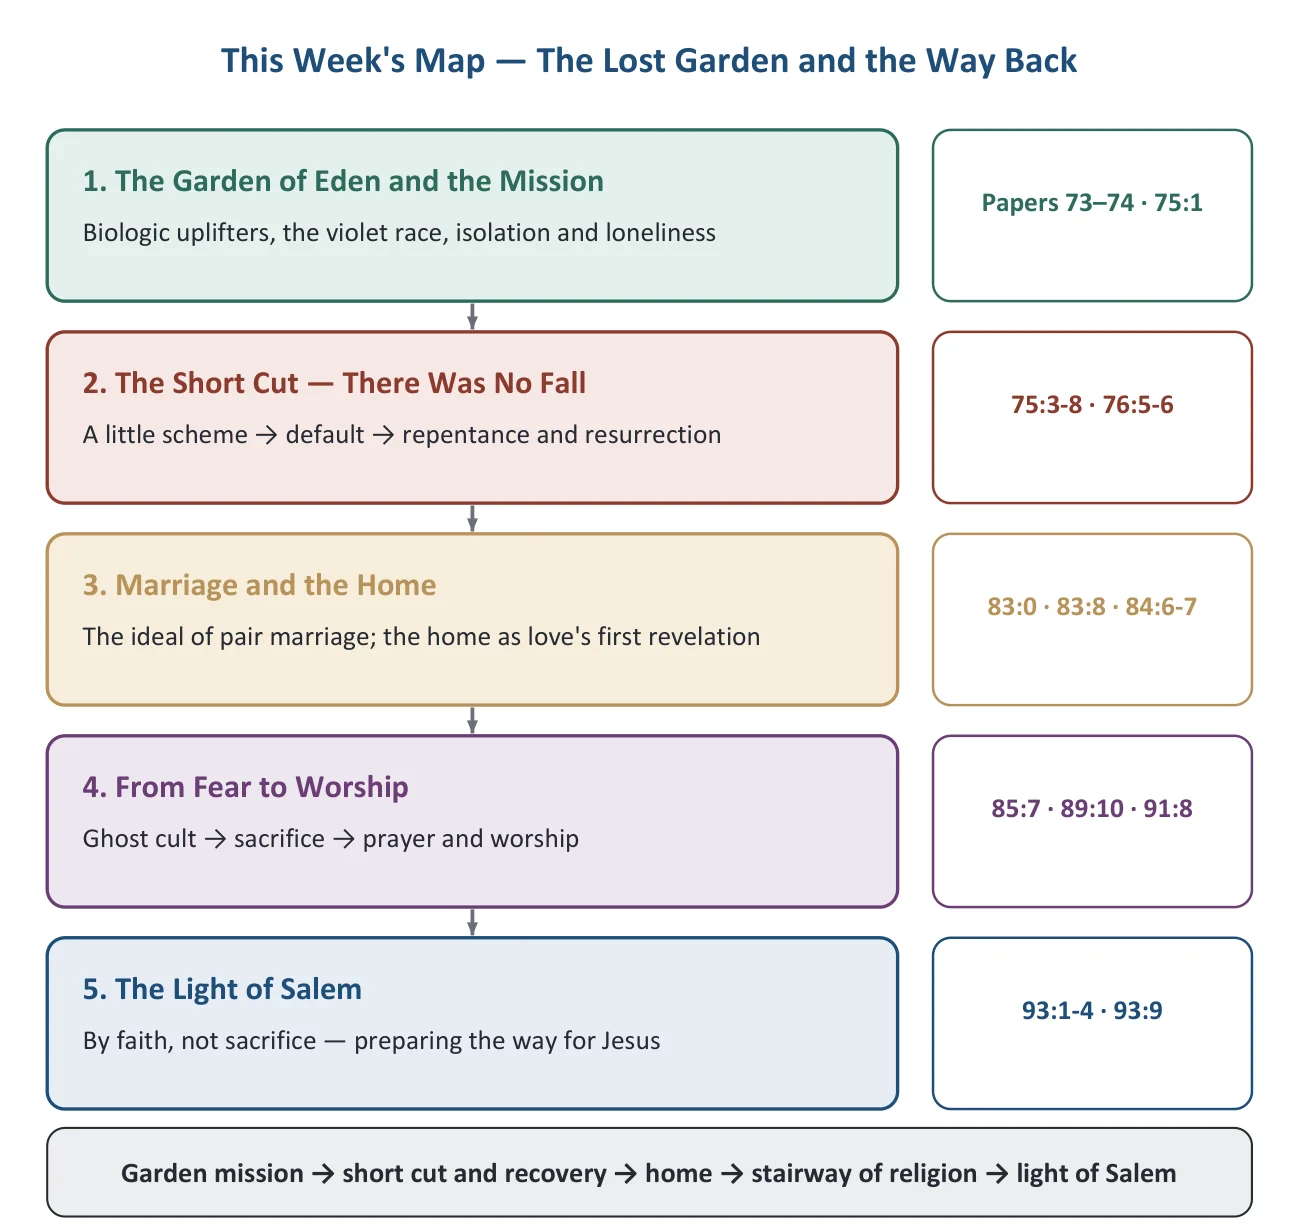 This Week's Map — The Lost Garden and the Way Back
1. The Garden of Eden and the Mission
Biologic uplifters, the violet race, isolation and loneliness
Papers 73–74 · 75:1
2. The Short Cut — There Was No Fall
A little scheme → default → repentance and resurrection
75:3-8 · 76:5-6
3. Marriage and the Home
The ideal of pair marriage; the home as love's first revelation
83:0 · 83:8 · 84:6-7
4. From Fear to Worship
Ghost cult → sacrifice → prayer and worship
85:7 · 89:10 · 91:8
5. The Light of Salem
By faith, not sacrifice — preparing the way for Jesus
93:1-4 · 93:9
Garden mission → short cut and recovery → home → stairway of religion → light of Salem